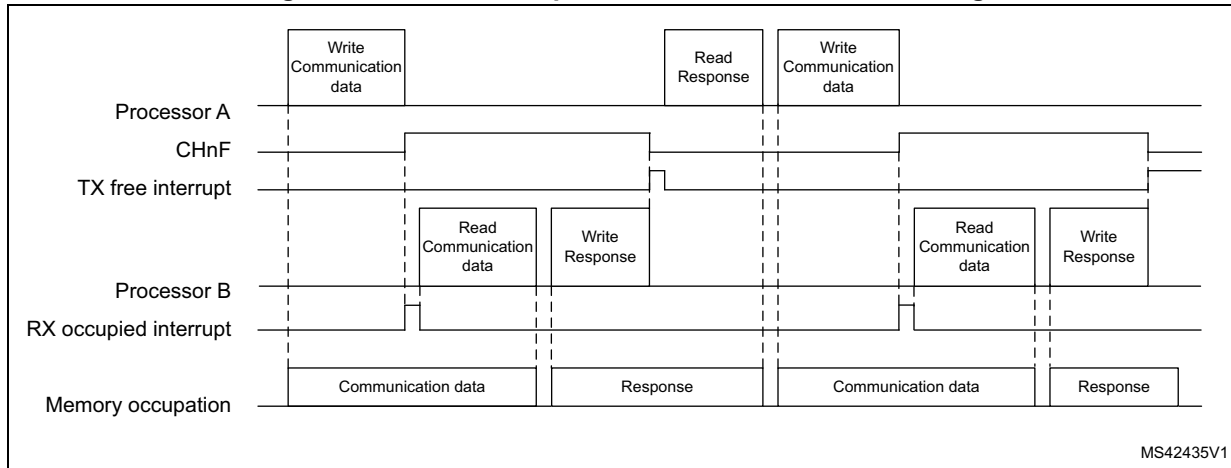 Write
Communication
data
Read
Response
Write
Communication
data
Processor A
CHnF
TX free interrupt
Read
Communication
data
Write
Response
Read
Communication
data
Write
Response
Processor B
RX occupied interrupt
Communication data
Response
Communication data
Response
Memory occupation
MS42435V1